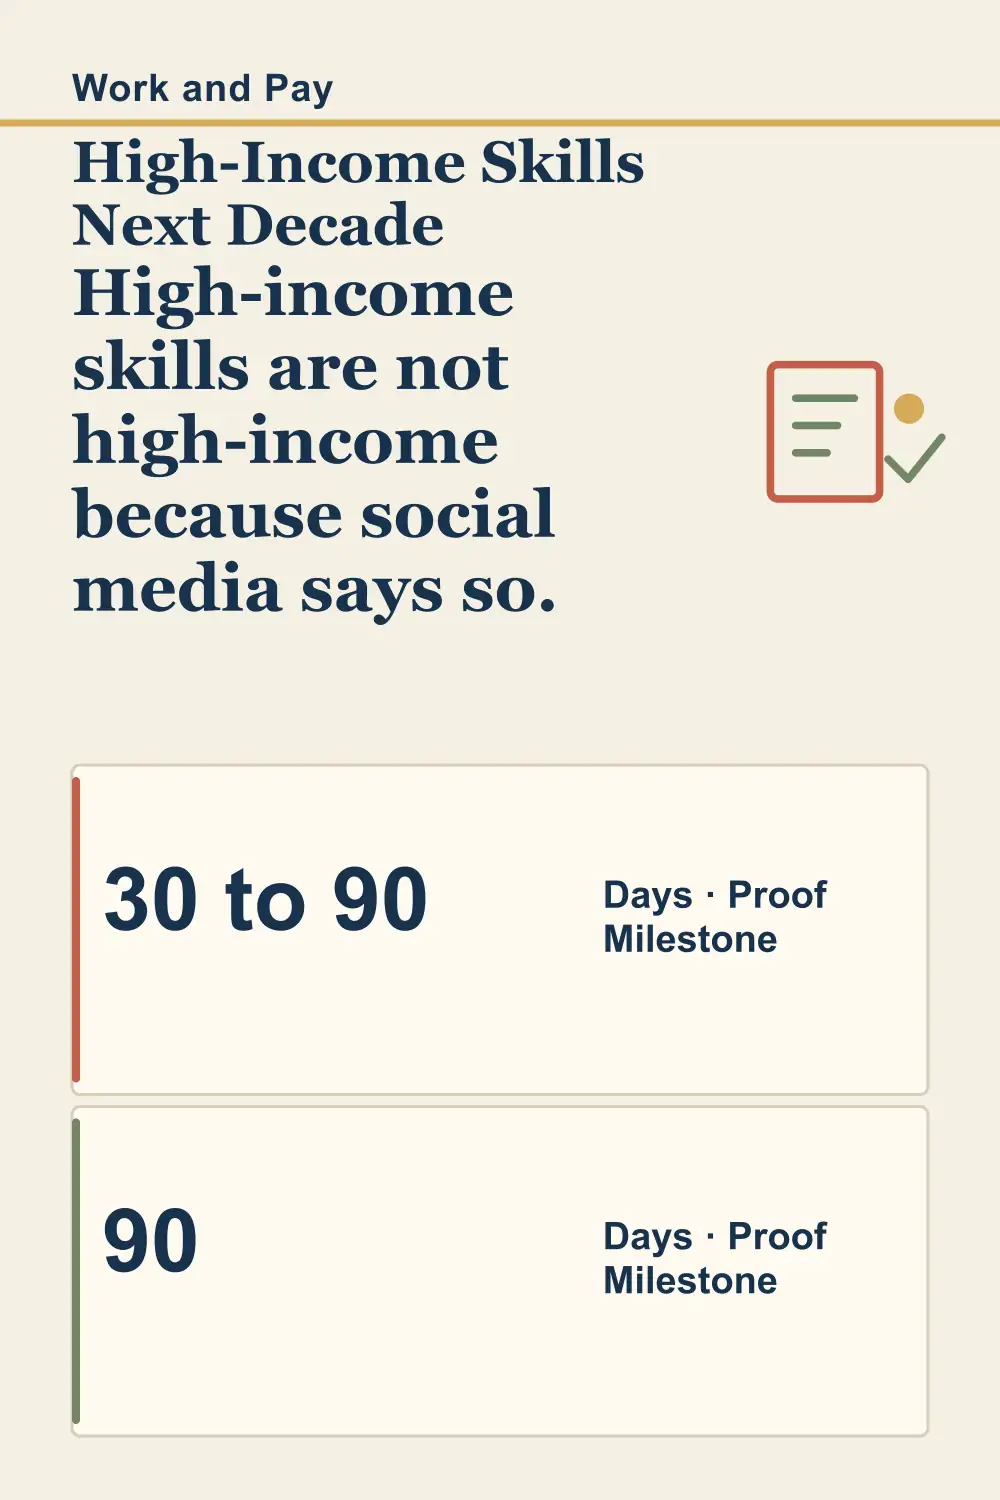 Work and Pay
High-Income Skills
Next Decade
High-income
skills are not
high-income
because social
media says so.
30 to 90
Days · Proof
Milestone
90
Days · Proof
Milestone